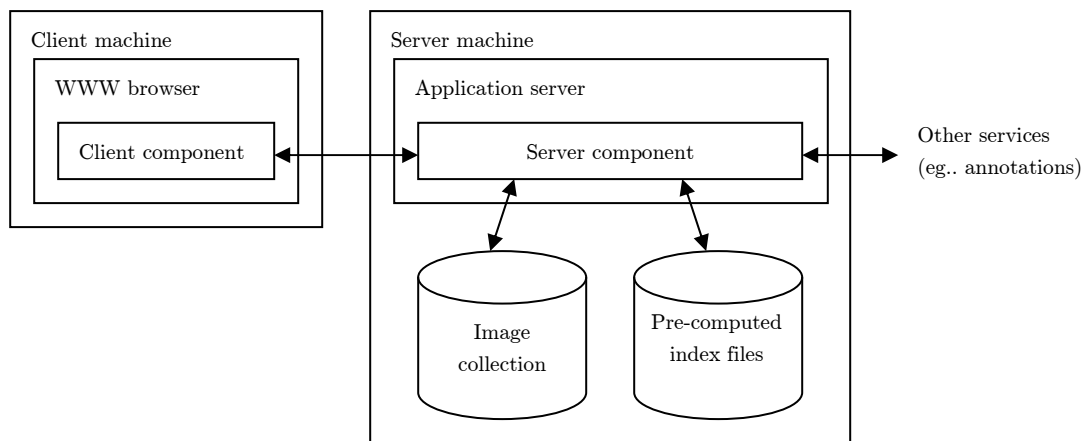 Client machine
WWW browser
Client component
Server machine
Application server
Server component
Other services
(eg.. annotations)
Image
collection
Pre-computed
index files